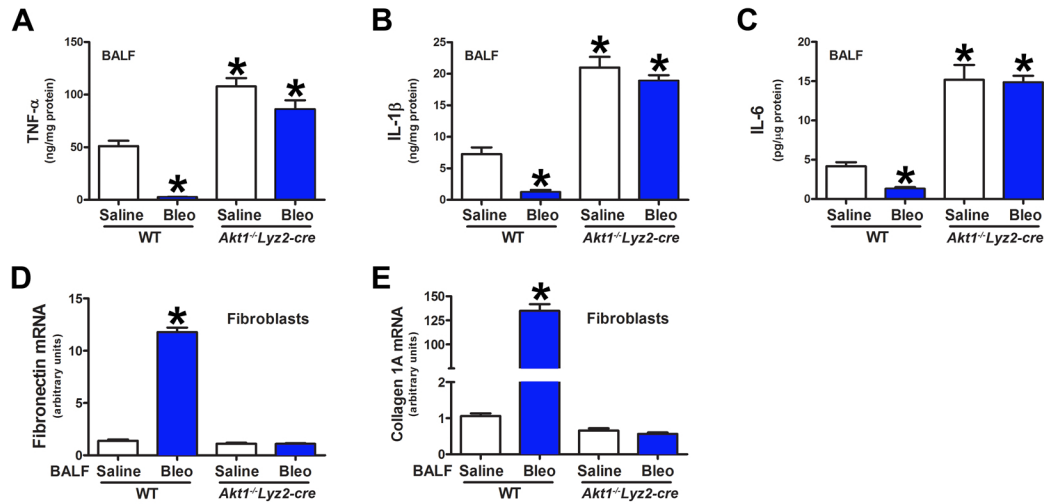 A
BALF
TNF-α
(ng/mg protein)
150
100
50
0
*
*
*
Saline Bleo Saline Bleo
WT Akt1-/-Lyz2-cre
B
BALF
IL-1β
(ng/mg protein)
25
20
15
10
5
0
*
*
*
Saline Bleo Saline Bleo
WT Akt1-/-Lyz2-cre
C
BALF
IL-6
(pg/µg protein)
20
15
10
5
0
*
*
*
Saline Bleo Saline Bleo
WT Akt1-/-Lyz2-cre
D
Fibroblasts
Fibronectin mRNA
(arbitrary units)
15
10
5
0
*
BALF Saline Bleo Saline Bleo
WT Akt1-/-Lyz2-cre
E
Fibroblasts
Collagen 1A mRNA
(arbitrary units)
150
125
100
2
1
0
*
BALF Saline Bleo Saline Bleo
WT Akt1-/-Lyz2-cre